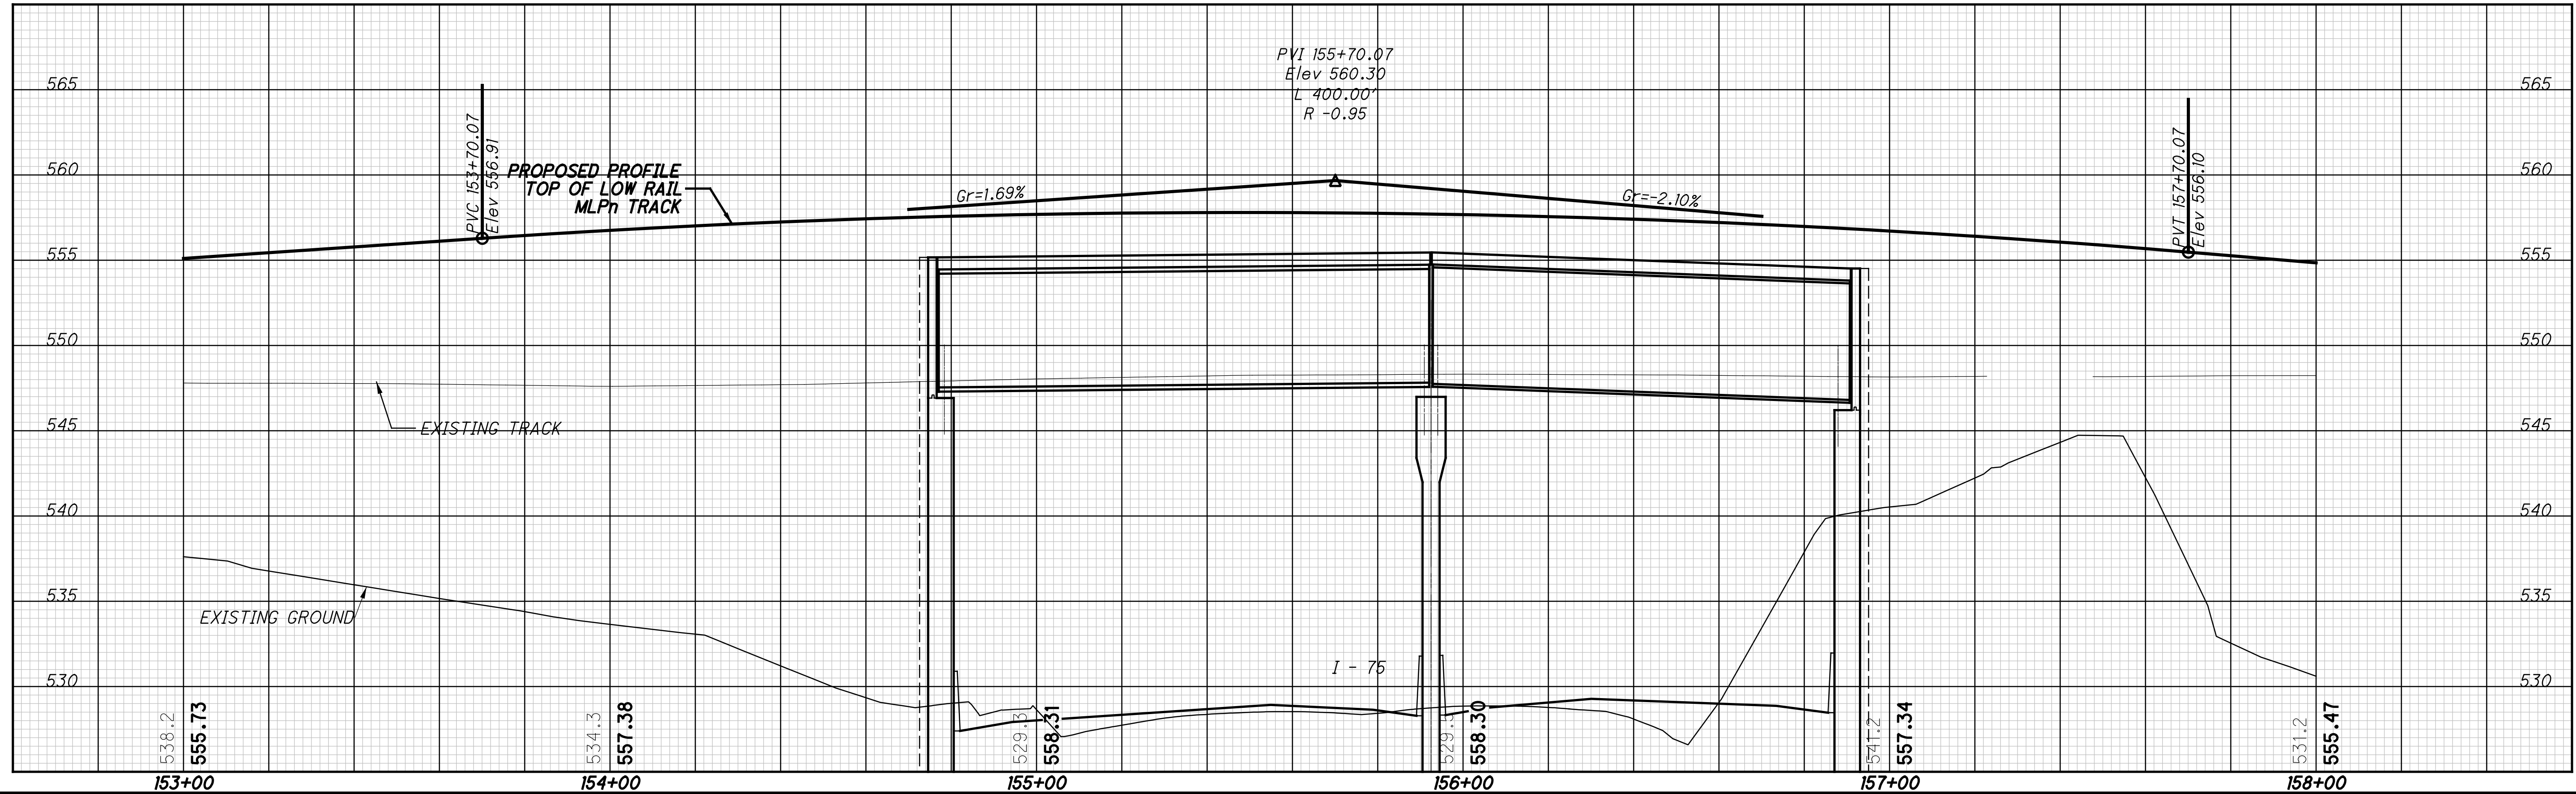 PVI 155+70.07
Elev 560.30
L 400.00'
R -0.95
565
565
PVC 153+70.07
Elev 556.91
PVT 157+70.07
Elev 556.10
560
560
PROPOSED PROFILE
TOP OF LOW RAIL
MLPn TRACK
Gr=1.69%
Gr=-2.10%
555
555
550
550
EXISTING TRACK
545
545
540
540
535
535
EXISTING GROUND
I - 75
530
530
538.2
555.73
534.3
557.38
529.3
558.31
558.30
541.2
557.34
531.2
555.47
153+00
154+00
155+00
156+00
157+00
158+00